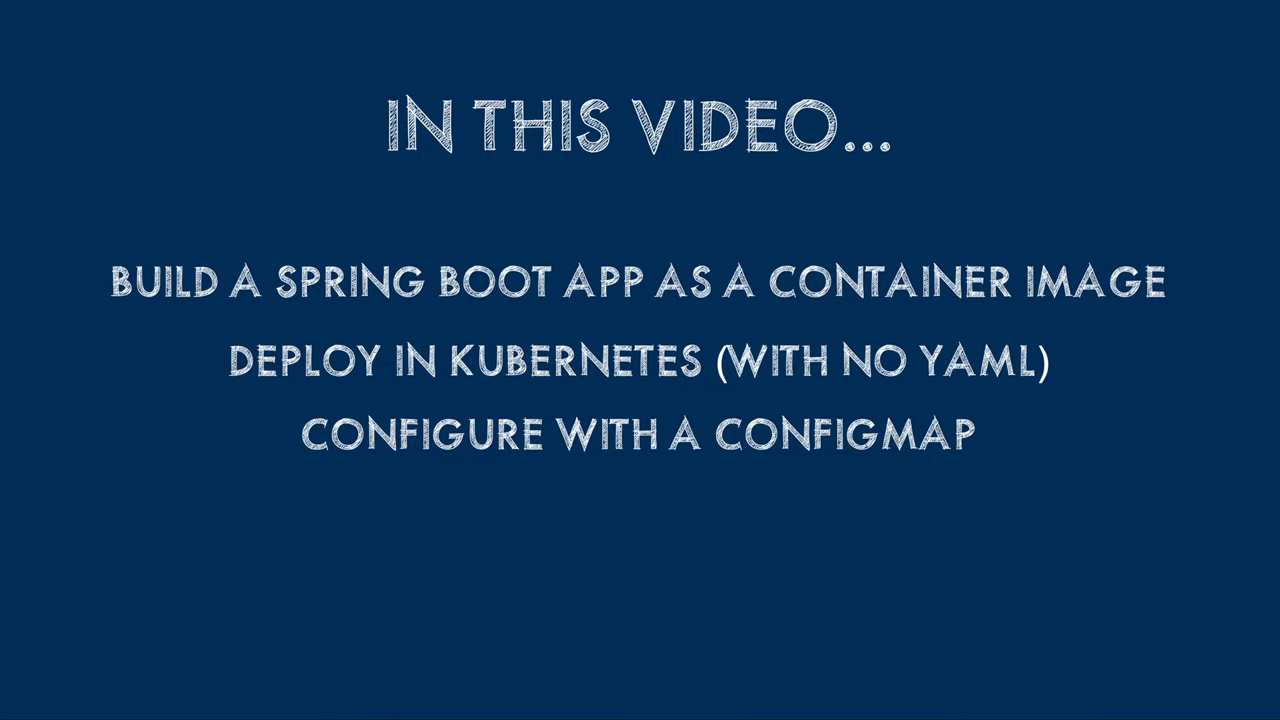 IN THIS VIDEO...
BUILD A SPRING BOOT APP AS A CONTAINER IMAGE
DEPLOY IN KUBERNETES (WITH NO YAML)
CONFIGURE WITH A CONFIGMAP